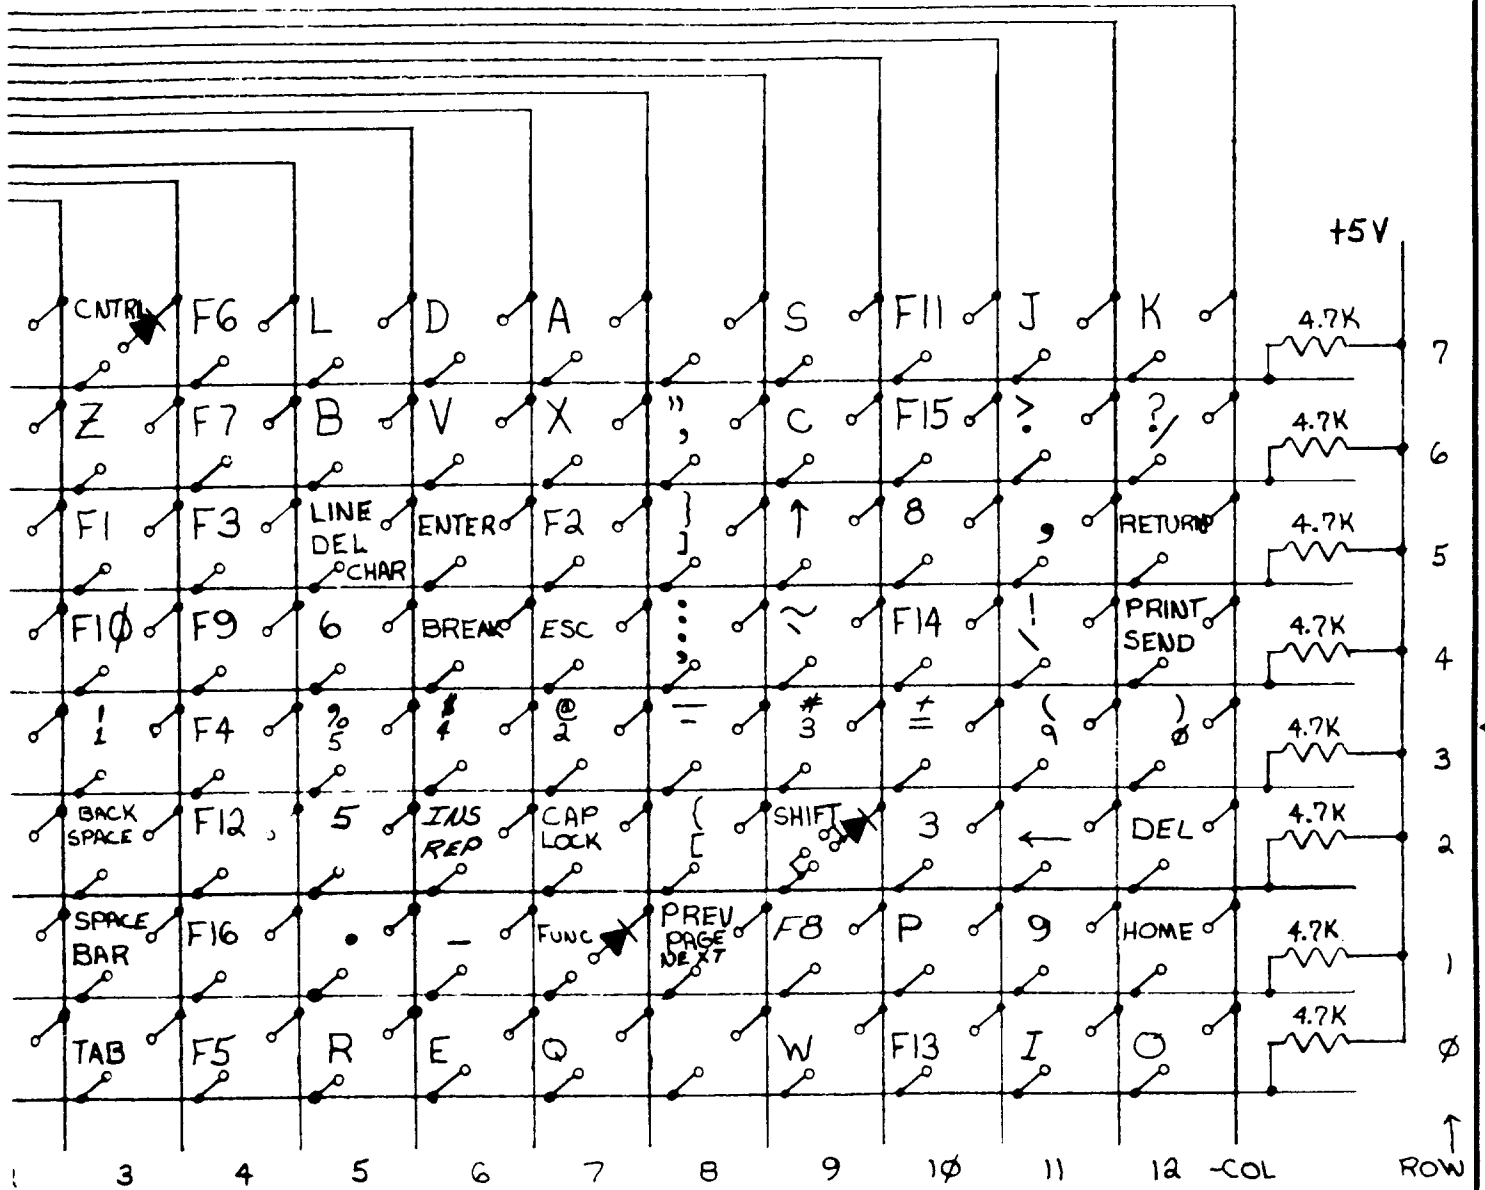 +5V
CNTRL F6 L D A S F11 J K 4.7K 7
Z F7 B V X " , C F15 > . ? / 4.7K 6
F1 F3 LINE DEL CHAR ENTER F2 } ] ↑ 8 , RETURN 4.7K 5
F1Ø F9 6 BREAK ESC : ; ~ ` F14 | \ PRINT SEND 4.7K 4
! 1 F4 % 5 $ 4 @ 2 — - # 3 + = ( 9 ) Ø 4.7K 3
BACK SPACE F12 5 INS REP CAP LOCK { [ SHIFT 3 ← DEL 4.7K 2
SPACE BAR F16 . - FUNC PREV PAGE NEXT F8 P 9 HOME 4.7K 1
TAB F5 R E Q W F13 I O 4.7K Ø
3 4 5 6 7 8 9 1Ø 11 12 -COL ↑ ROW